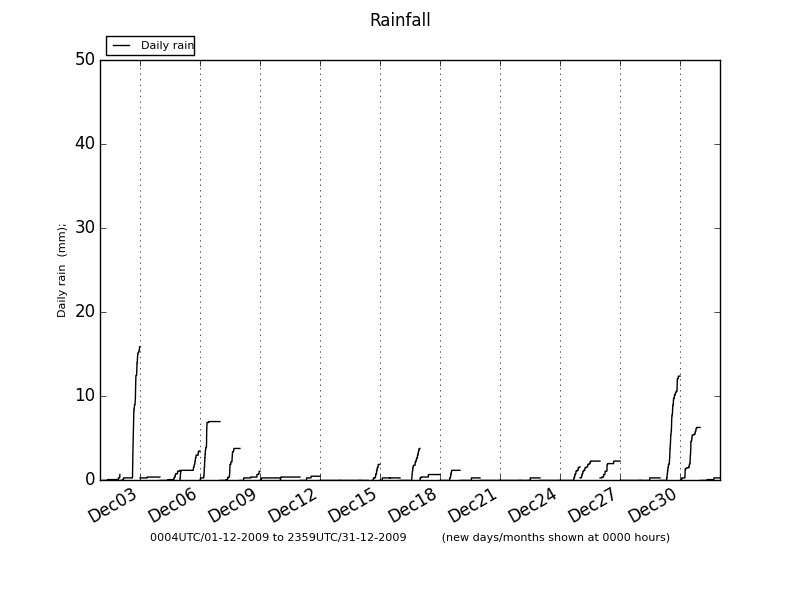 Rainfall
Daily rain
50
40
30
20
10
0
Daily rain (mm);
Dec03 Dec06 Dec09 Dec12 Dec15 Dec18 Dec21 Dec24 Dec27 Dec30
0004UTC/01-12-2009 to 2359UTC/31-12-2009 (new days/months shown at 0000 hours)